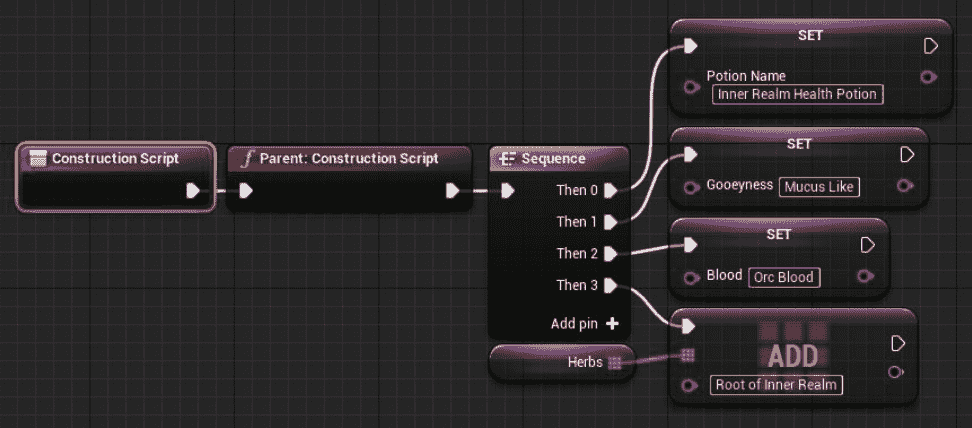 Construction Script
Parent: Construction Script
Sequence
Then 0
Then 1
Then 2
Then 3
Add pin
Herbs
SET
Potion Name
Inner Realm Health Potion
SET
Gooeyness Mucus Like
SET
Blood Orc Blood
ADD
Root of Inner Realm